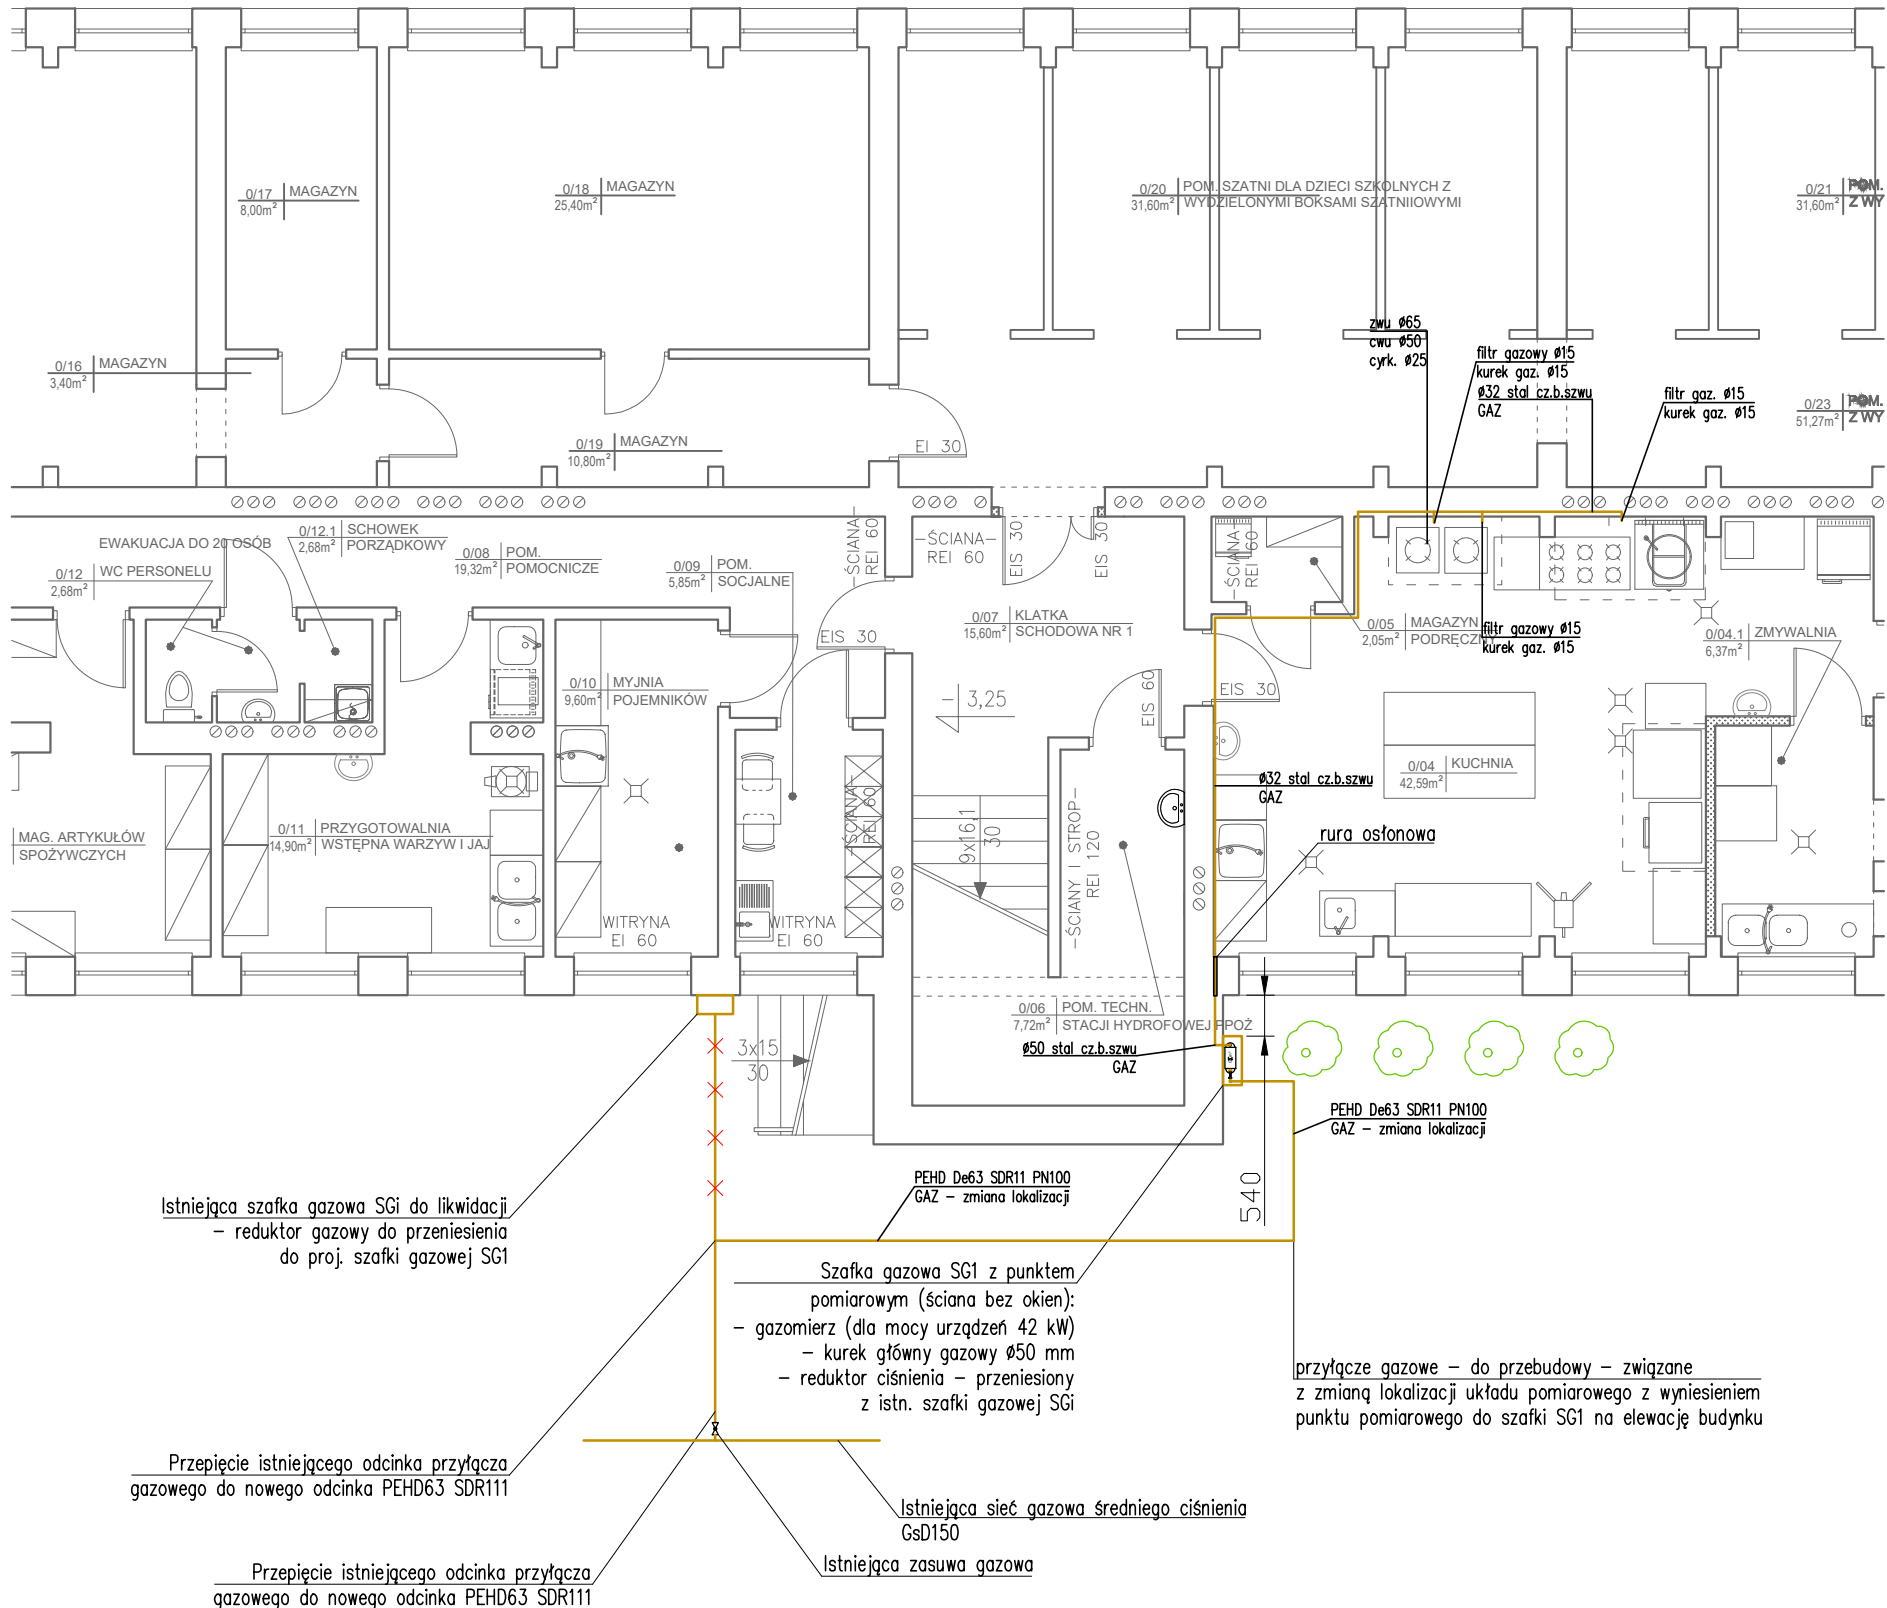 0/17 MAGAZYN
8,00m²
0/18 MAGAZYN
25,40m²
0/20 POM. SZATNI DLA DZIECI SZKOLNYCH Z
31,60m² WYDZIELONYMI BOKSAMI SZATNIIOWYMI
0/21 POM.
31,60m² Z WY
0/16 MAGAZYN
3,40m²
zwu ø65
cwu ø50
cyrk. ø25
filtr gazowy ø15
kurek gaz. ø15
ø32 stal cz.b.szwu
GAZ
filtr gaz. ø15
kurek gaz. ø15
0/23 POM.
51,27m² Z WY
0/19 MAGAZYN
10,80m²
EI 30
EWAKUACJA DO 20 OSÓB
0/12.1 SCHOWEK
2,68m² PORZĄDKOWY
0/12 WC PERSONELU
2,68m²
0/08 POM.
19,32m² POMOCNICZE
0/09 POM.
5,85m² SOCJALNE
-ŚCIANA-
REI 60
-ŚCIANA-
REI 60
EIS 30
EIS 30
-ŚCIANA-
REI 60
0/07 KLATKA
15,60m² SCHODOWA NR 1
EIS 30
0/05 MAGAZYN
2,05m² PODRĘCZNY
filtr gazowy ø15
kurek gaz. ø15
0/04.1 ZMYWALNIA
6,37m²
0/10 MYJNIA
9,60m² POJEMNIKÓW
- 3,25
EIS 60
EIS 30
0/04 KUCHNIA
42,59m²
ø32 stal cz.b.szwu
GAZ
rura osłonowa
MAG. ARTYKUŁÓW
SPOŻYWCZYCH
0/11 PRZYGOTOWALNIA
14,90m² WSTĘPNA WARZYW I JAJ
-ŚCIANA-
REI 60
9x16,1
30
-ŚCIANY I STROP-
REI 120
WITRYNA
EI 60
WITRYNA
EI 60
0/06 POM. TECHN.
7,72m² STACJI HYDROFOWEJ PPOŻ
ø50 stal cz.b.szwu
GAZ
3x15
30
PEHD De63 SDR11 PN100
GAZ - zmiana lokalizacji
540
PEHD De63 SDR11 PN100
GAZ - zmiana lokalizacji
Istniejąca szafka gazowa SGi do likwidacji
- reduktor gazowy do przeniesienia
do proj. szafki gazowej SG1
Szafka gazowa SG1 z punktem
pomiarowym (ściana bez okien):
- gazomierz (dla mocy urządzeń 42 kW)
- kurek główny gazowy ø50 mm
- reduktor ciśnienia - przeniesiony
z istn. szafki gazowej SGi
przyłącze gazowe - do przebudowy - związane
z zmianą lokalizacji układu pomiarowego z wyniesieniem
punktu pomiarowego do szafki SG1 na elewację budynku
Przepięcie istniejącego odcinka przyłącza
gazowego do nowego odcinka PEHD63 SDR111
Istniejąca sieć gazowa średniego ciśnienia
GsD150
Istniejąca zasuwa gazowa
Przepięcie istniejącego odcinka przyłącza
gazowego do nowego odcinka PEHD63 SDR111